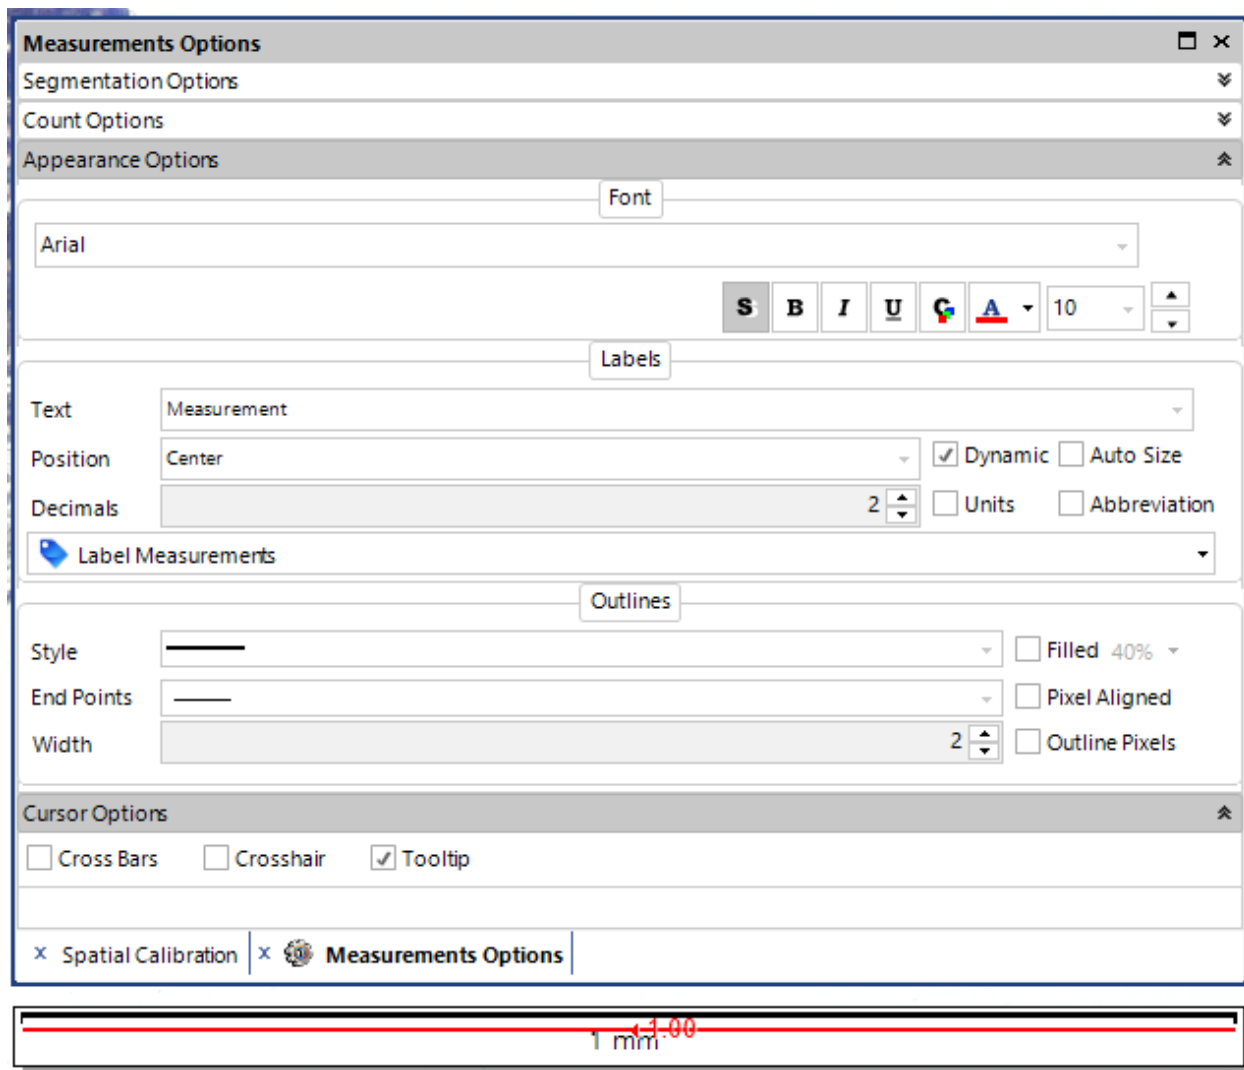 Measurements Options
Segmentation Options
Count Options
Appearance Options
Font
Arial
S B I U C A 10
Labels
Text Measurement
Position Center Dynamic Auto Size
Decimals 2 Units Abbreviation
Label Measurements
Outlines
Style Filled 40%
End Points Pixel Aligned
Width 2 Outline Pixels
Cursor Options
Cross Bars Crosshair Tooltip
x Spatial Calibration x Measurements Options
1.00
1 mm